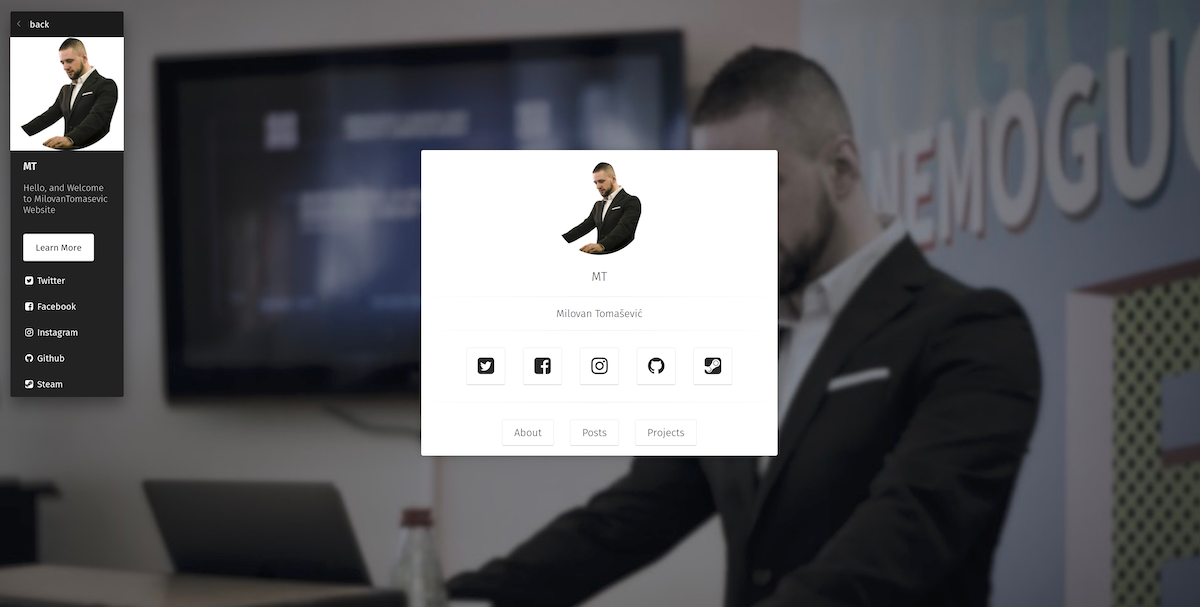 back
MT
Hello, and Welcome
to MilovanTomasevic
Website
Learn More
Twitter
Facebook
Instagram
Github
Steam
MT
Milovan Tomašević
About
Posts
Projects